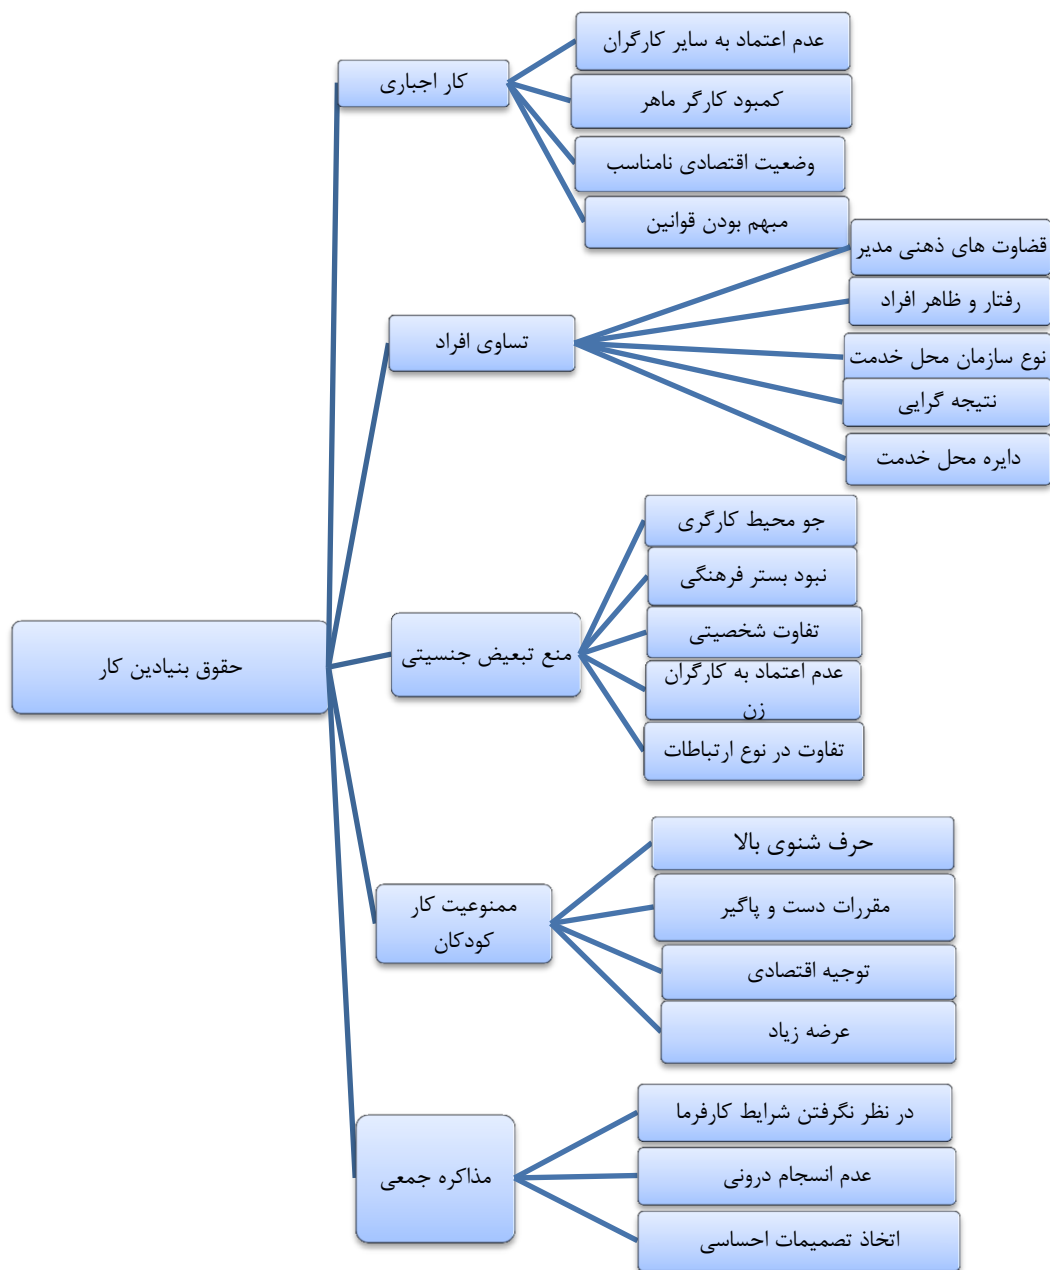 حقوق بنیادین کار
کار اجباری
عدم اعتماد به سایر کارگران
کمبود کارگر ماهر
وضعیت اقتصادی نامناسب
مبهم بودن قوانین
تساوی افراد
قضاوت های ذهنی مدیر
رفتار و ظاهر افراد
نوع سازمان محل خدمت
نتیجه گرایی
دایره محل خدمت
منع تبعیض جنسیتی
جو محیط کارگری
نبود بستر فرهنگی
تفاوت شخصیتی
عدم اعتماد به کارگران
زن
تفاوت در نوع ارتباطات
ممنوعیت کار
کودکان
حرف شنوی بالا
مقررات دست و پاگیر
توجیه اقتصادی
عرضه زیاد
مذاکره جمعی
در نظر نگرفتن شرایط کارفرما
عدم انسجام درونی
اتخاذ تصمیمات احساسی